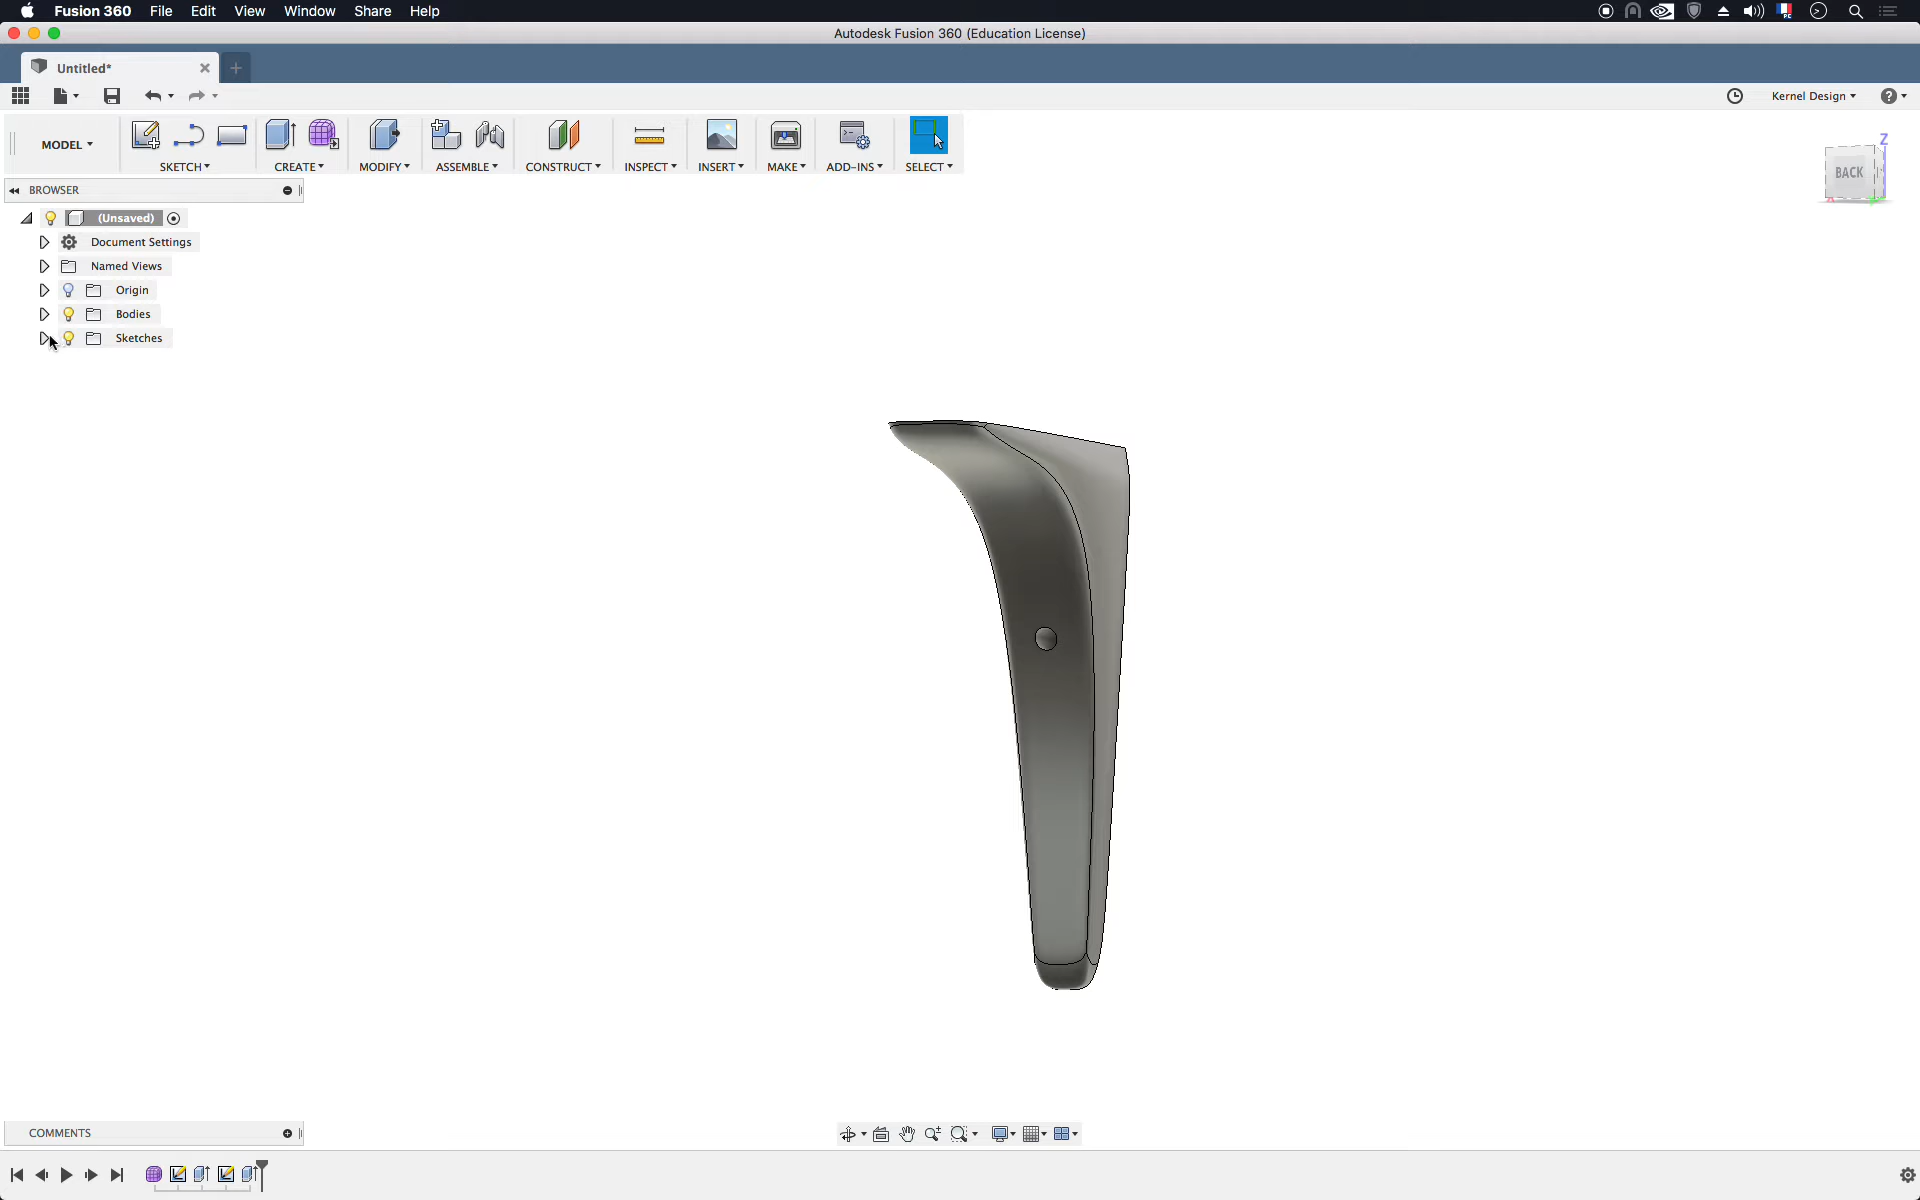 Fusion 360 File Edit View Window Share Help
Autodesk Fusion 360 (Education License)
Untitled*
Kernel Design
MODEL
SKETCH CREATE MODIFY ASSEMBLE CONSTRUCT INSPECT INSERT MAKE ADD-INS SELECT
Z
BACK
BROWSER
(Unsaved)
Document Settings
Named Views
Origin
Bodies
Sketches
COMMENTS